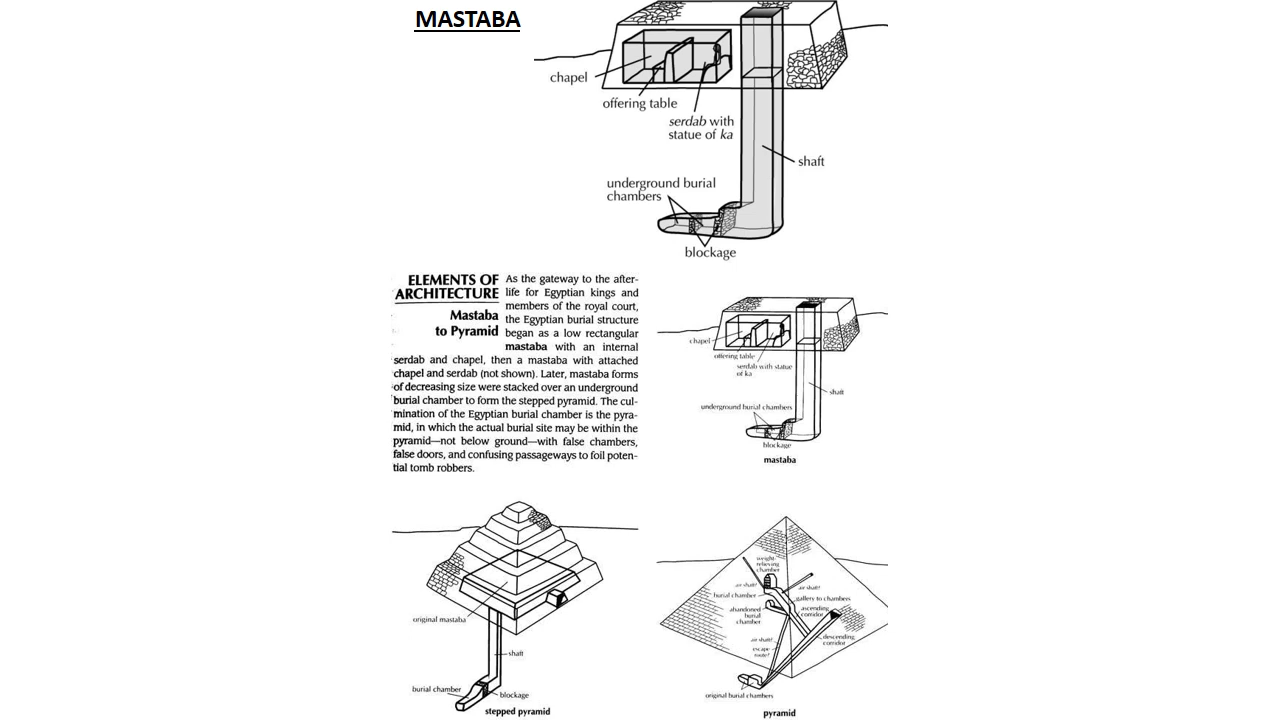 MASTABA
chapel
offering table
serdab with
statue of ka
shaft
underground burial
chambers
blockage
ELEMENTS OF
ARCHITECTURE
Mastaba
to Pyramid
As the gateway to the after-
life for Egyptian kings and
members of the royal court,
the Egyptian burial structure
began as a low rectangular
mastaba with an internal
serdab and chapel, then a mastaba with attached
chapel and serdab (not shown). Later, mastaba forms
of decreasing size were stacked over an underground
burial chamber to form the stepped pyramid. The cul-
mination of the Egyptian burial chamber is the pyra-
mid, in which the actual burial site may be within the
pyramid—not below ground—with false chambers,
false doors, and confusing passageways to foil poten-
tial tomb robbers.
chapel
offering table
serdab with statue
of ka
shaft
underground burial chambers
blockage
mastaba
original mastaba
shaft
burial chamber
blockage
stepped pyramid
weight-
relieving
chamber
air shaft?
air shaft?
burial chamber
gallery to chambers
abandoned
burial
chamber
ascending
corridor
descending
corridor
air shaft?
escape
route?
original burial chambers
pyramid